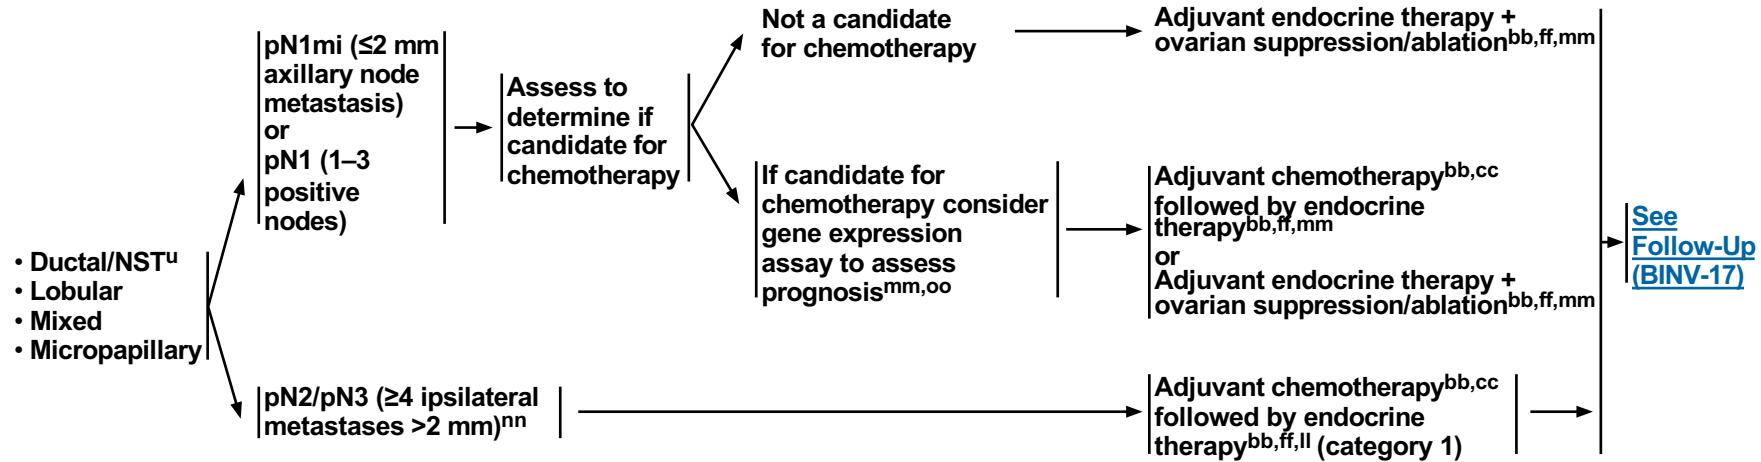 • Ductal/NSTᵘ
• Lobular
• Mixed
• Micropapillary
pN1mi (≤2 mm
axillary node
metastasis)
or
pN1 (1–3
positive
nodes)
Assess to
determine if
candidate for
chemotherapy
Not a candidate
for chemotherapy
Adjuvant endocrine therapy +
ovarian suppression/ablationbb,ff,mm
If candidate for
chemotherapy consider
gene expression
assay to assess
prognosismm,oo
Adjuvant chemotherapybb,cc
followed by endocrine
therapybb,ff,mm
or
Adjuvant endocrine therapy +
ovarian suppression/ablationbb,ff,mm
pN2/pN3 (≥4 ipsilateral
metastases >2 mm)nn
Adjuvant chemotherapybb,cc
followed by endocrine
therapybb,ff,ll (category 1)
See
Follow-Up
(BINV-17)